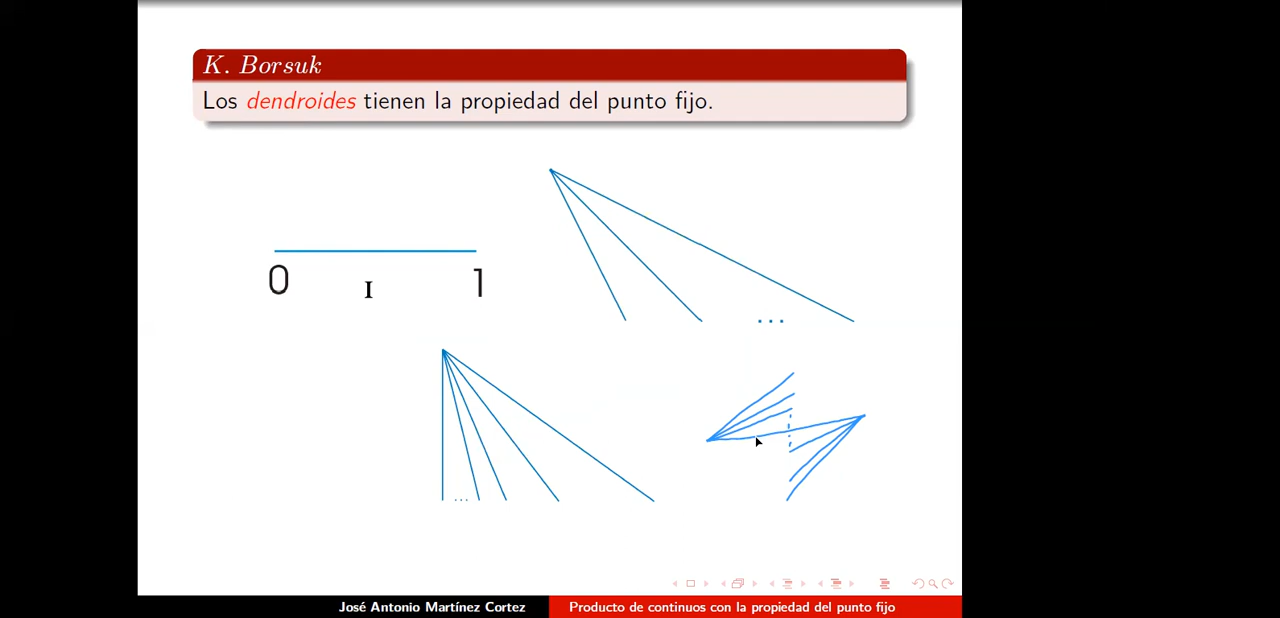 K. Borsuk
Los dendroides tienen la propiedad del punto fijo.
0 I 1
...
...
José Antonio Martínez Cortez Producto de continuos con la propiedad del punto fijo